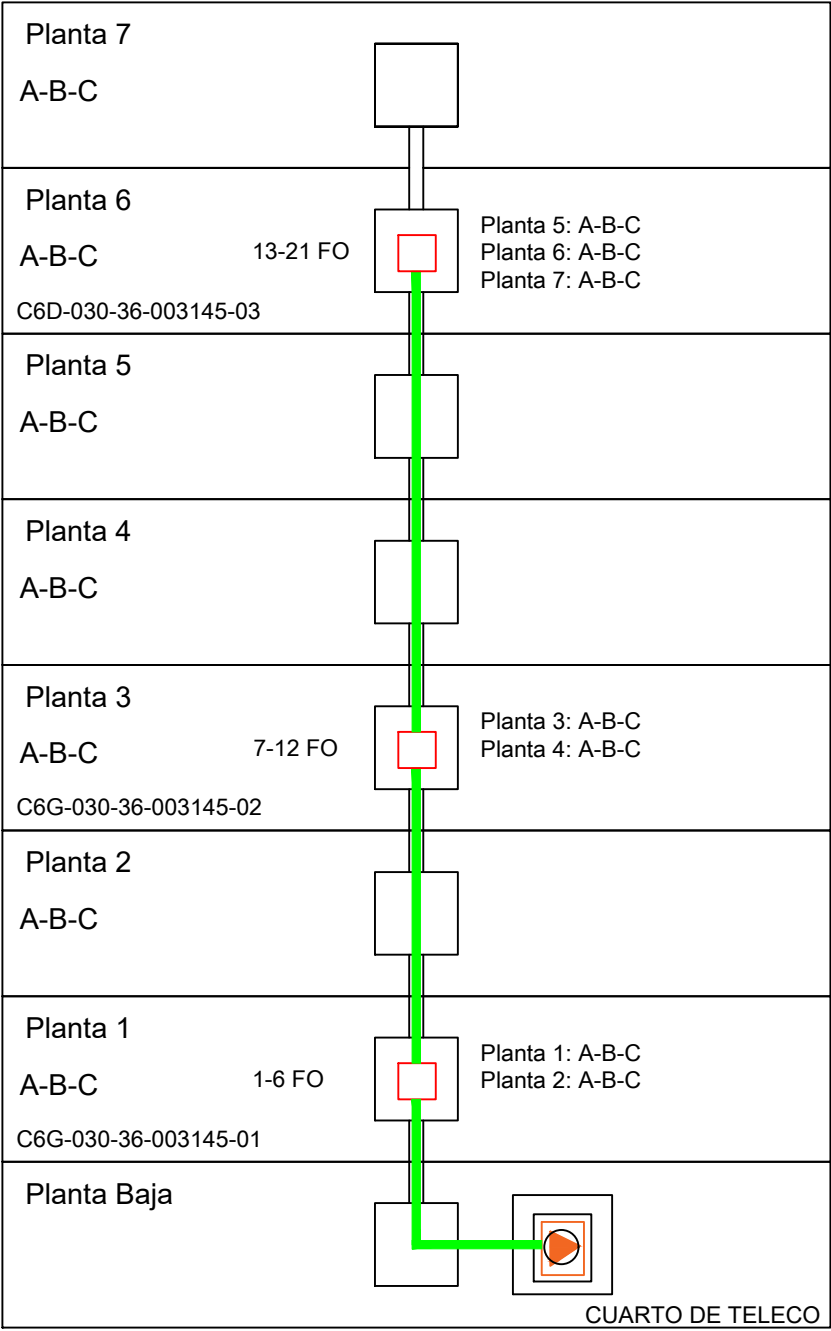 Planta 7
A-B-C
Planta 6
A-B-C
13-21 FO
Planta 5: A-B-C
Planta 6: A-B-C
Planta 7: A-B-C
C6D-030-36-003145-03
Planta 5
A-B-C
Planta 4
A-B-C
Planta 3
A-B-C
7-12 FO
Planta 3: A-B-C
Planta 4: A-B-C
C6G-030-36-003145-02
Planta 2
A-B-C
Planta 1
A-B-C
1-6 FO
Planta 1: A-B-C
Planta 2: A-B-C
C6G-030-36-003145-01
Planta Baja
CUARTO DE TELECO